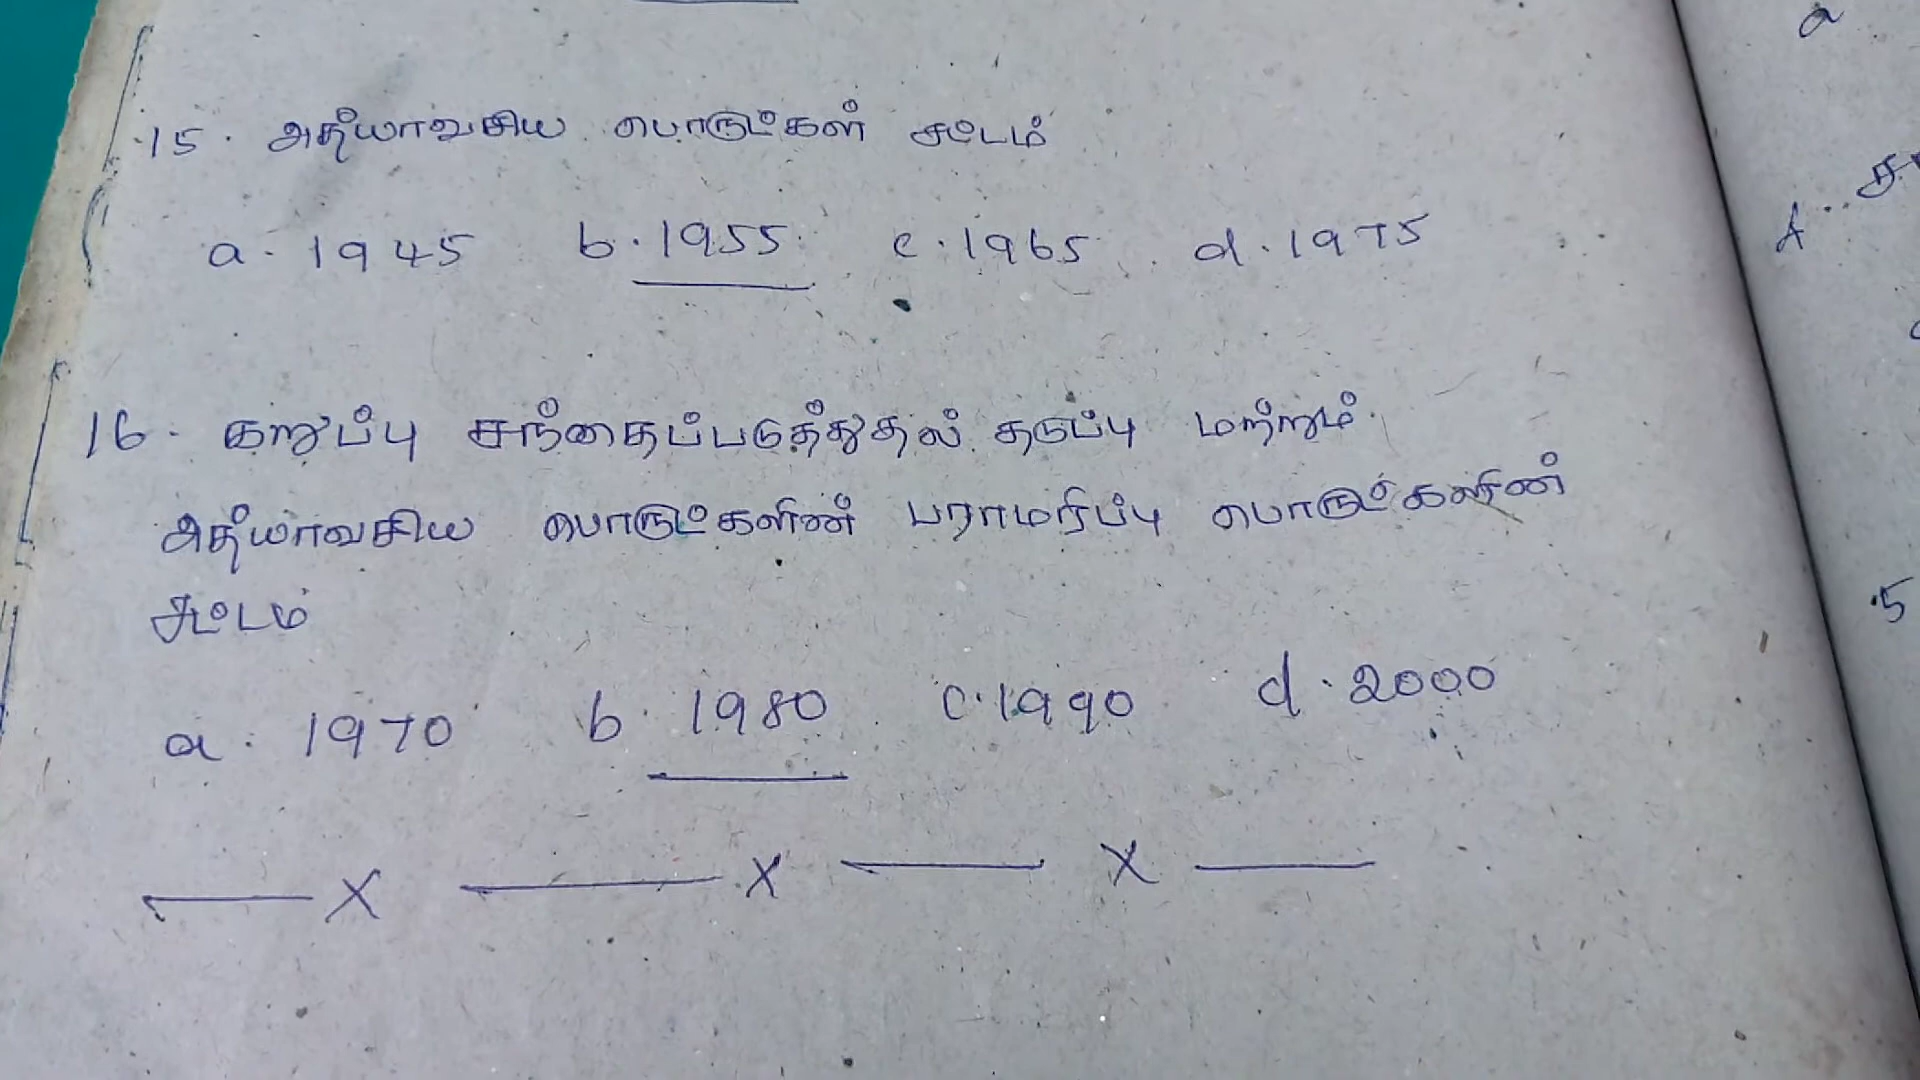 15. அத்யாவசிய பொருட்கள் சட்டம்
a. 1945 b. 1955 c. 1965 d. 1975
16. கறுப்பு சந்தைப்படுத்துதல் தடுப்பு மற்றும்
அத்யாவசிய பொருட்களின் பராமரிப்பு பொருட்களின்
சட்டம்
a. 1970 b. 1980 c. 1990 d. 2000
x x x
a
A..
5